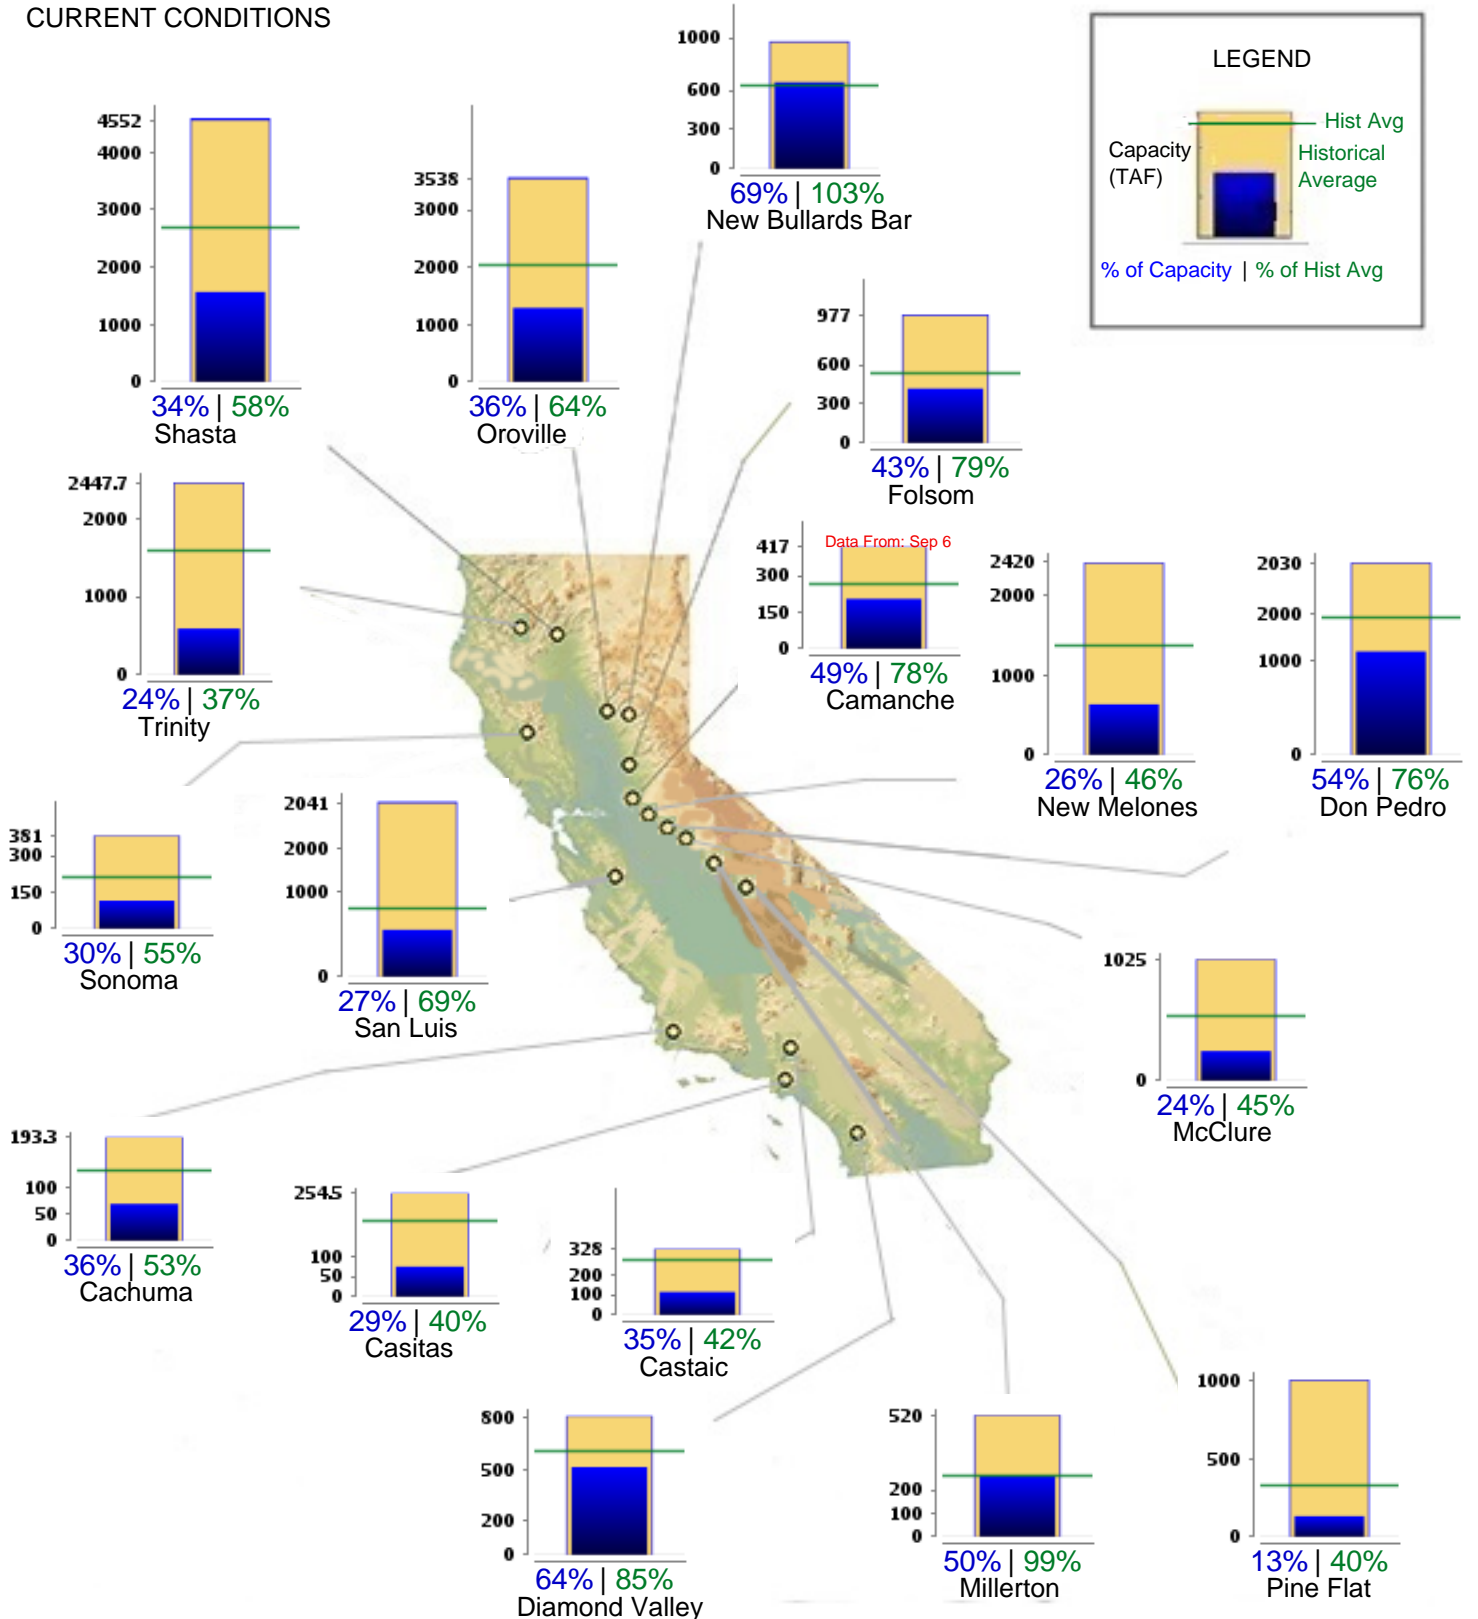 CURRENT CONDITIONS
LEGEND
Hist Avg
Capacity
(TAF)
Historical
Average
% of Capacity | % of Hist Avg
1000
600
300
0
69% | 103%
New Bullards Bar
4552
4000
3000
2000
1000
0
34% | 58%
Shasta
3538
3000
2000
1000
0
36% | 64%
Oroville
977
600
300
0
43% | 79%
Folsom
2447.7
2000
1000
0
24% | 37%
Trinity
Data From: Sep 6
417
300
150
0
49% | 78%
Camanche
2420
2000
1000
0
26% | 46%
New Melones
2030
2000
1000
0
54% | 76%
Don Pedro
381
300
150
0
30% | 55%
Sonoma
2041
2000
1000
0
27% | 69%
San Luis
1025
0
24% | 45%
McClure
193.3
100
50
0
36% | 53%
Cachuma
254.5
100
50
0
29% | 40%
Casitas
328
200
100
0
35% | 42%
Castaic
800
500
200
0
64% | 85%
Diamond Valley
520
200
100
0
50% | 99%
Millerton
1000
500
0
13% | 40%
Pine Flat